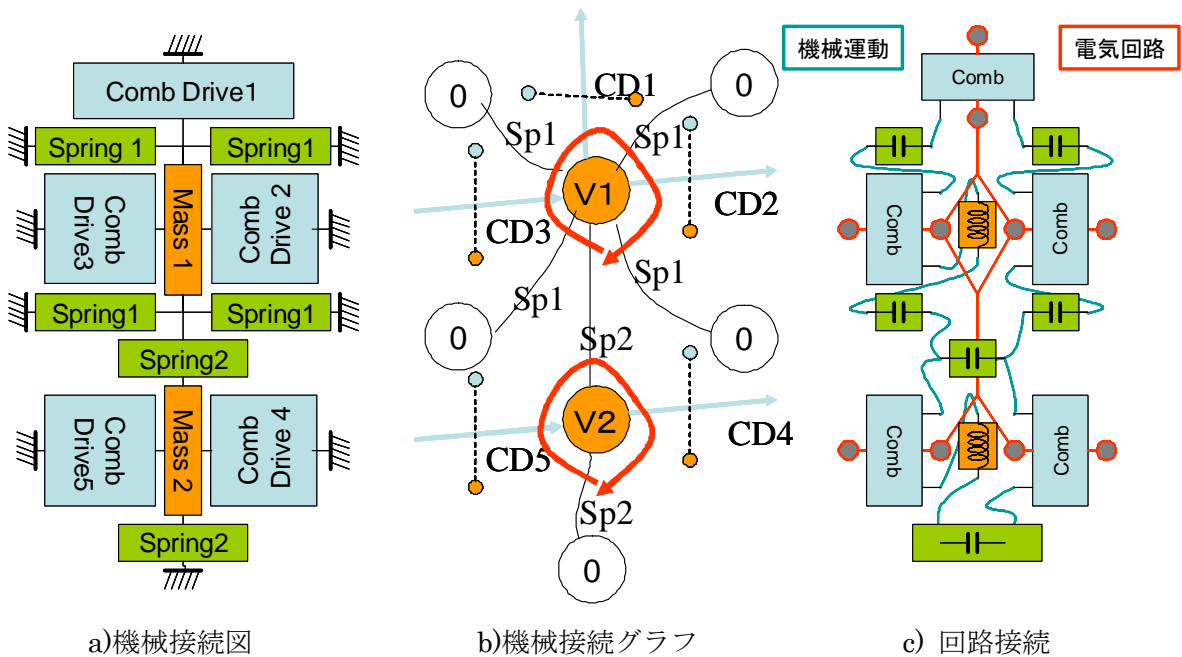 Comb Drive1
Spring 1
Spring1
Comb
Drive3
Mass 1
Comb
Drive 2
Spring1
Spring1
Spring2
Comb
Drive5
Mass 2
Comb
Drive 4
Spring2
a)機械接続図
0
CD1
0
Sp1
Sp1
V1
CD3
CD2
Sp1
Sp1
0
0
Sp2
V2
CD5
CD4
Sp2
0
b)機械接続グラフ
機械運動
電気回路
Comb
Comb
Comb
Comb
Comb
c) 回路接続